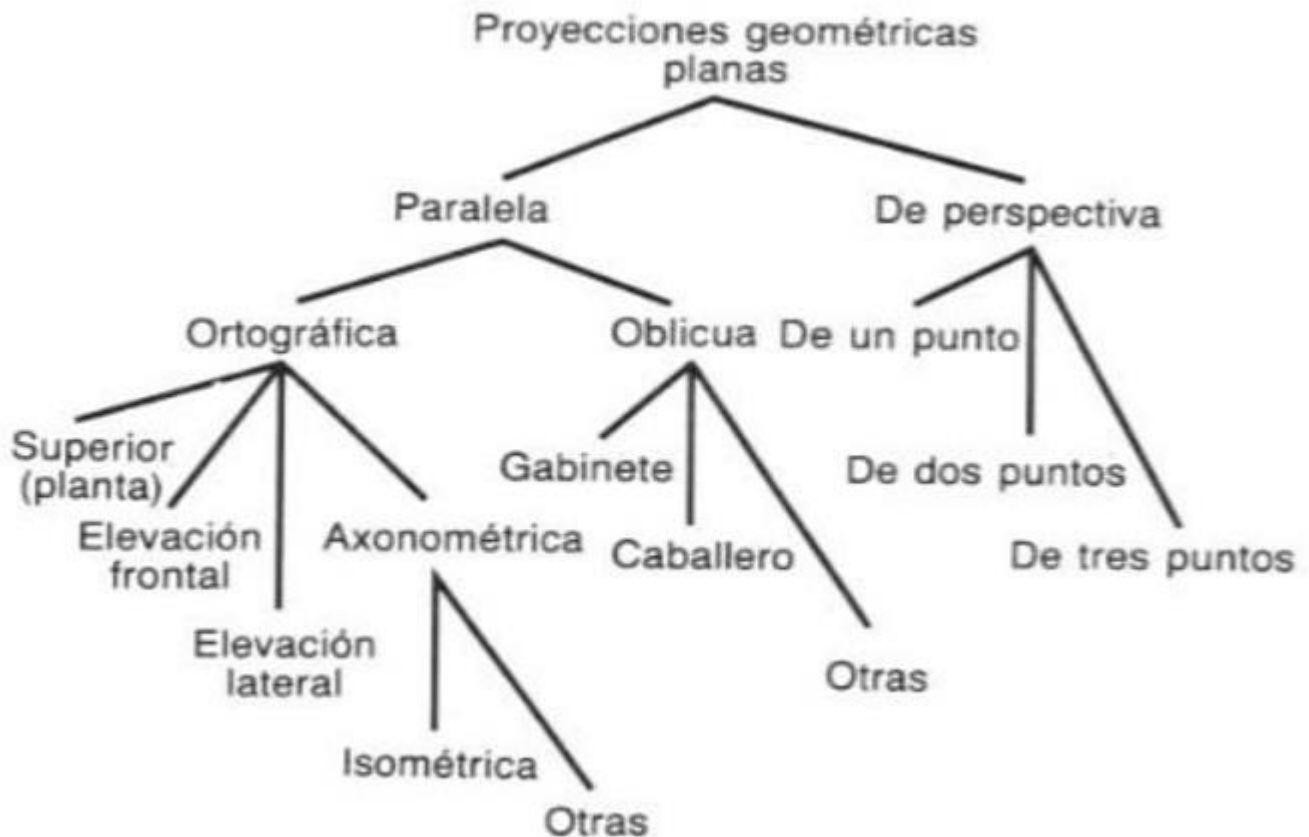 Proyecciones geométricas
planas
Paralela
De perspectiva
Ortográfica
Oblicua
De un punto
Superior
(planta)
Gabinete
De dos puntos
Elevación
frontal
Axonométrica
Caballero
De tres puntos
Elevación
lateral
Otras
Isométrica
Otras